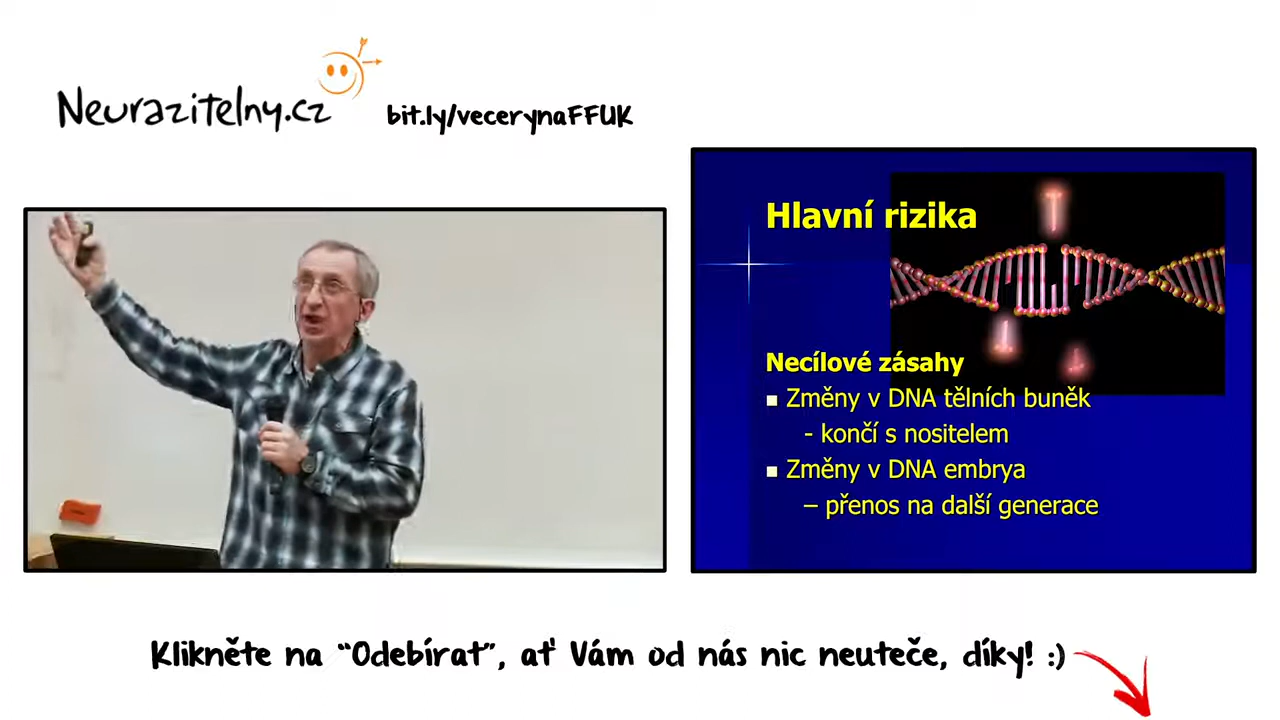 Neurazitelny.cz
bit.ly/vecerynaFFUK
Hlavní rizika
Necílové zásahy
Změny v DNA tělních buněk
- končí s nositelem
Změny v DNA embrya
– přenos na další generace
Klikněte na “Odebírat”, ať Vám od nás nic neuteče, díky! :)